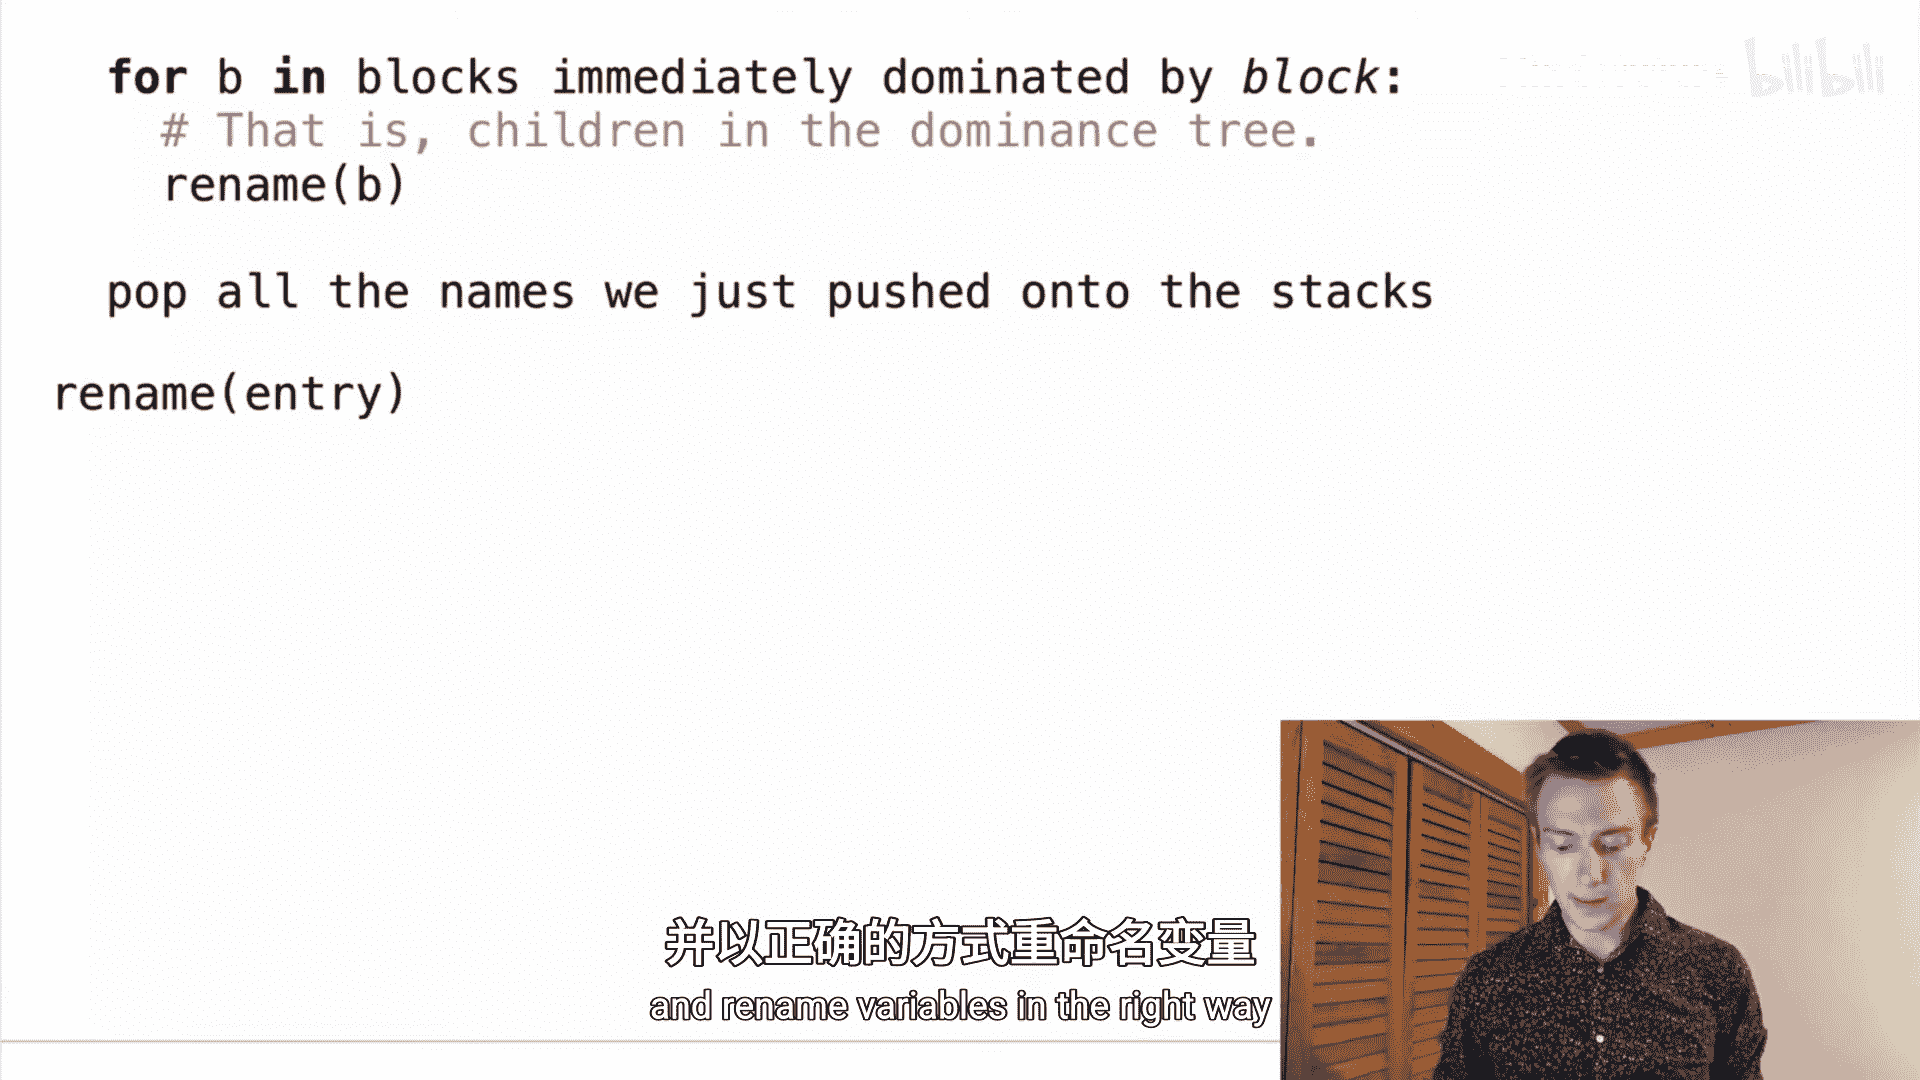 for b in blocks immediately dominated by block:
# That is, children in the dominance tree.
rename(b)
pop all the names we just pushed onto the stacks
rename(entry)
bilibili
并以正确的方式重命名变量
and rename variables in the right way